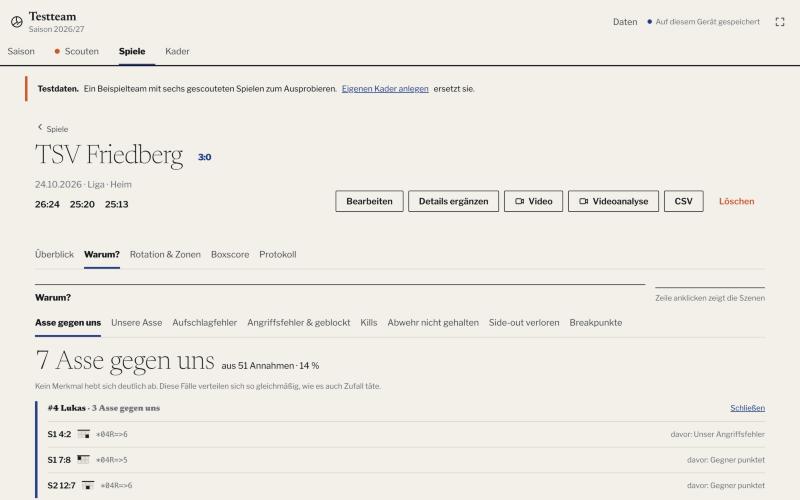 Testteam
Saison 2026/27
Daten
Auf diesem Gerät gespeichert
Saison Scouten Spiele Kader
Testdaten. Ein Beispielteam mit sechs gescouteten Spielen zum Ausprobieren. Eigenen Kader anlegen ersetzt sie.
Spiele
TSV Friedberg 3:0
24.10.2026 · Liga · Heim
26:24 25:20 25:13
Bearbeiten Details ergänzen Video Videoanalyse CSV Löschen
Überblick Warum? Rotation & Zonen Boxscore Protokoll
Warum? Zeile anklicken zeigt die Szenen
Asse gegen uns Unsere Asse Aufschlagfehler Angriffsfehler & geblockt Kills Abwehr nicht gehalten Side-out verloren Breakpunkte
7 Asse gegen uns aus 51 Annahmen · 14 %
Kein Merkmal hebt sich deutlich ab. Diese Fälle verteilen sich so gleichmäßig, wie es auch Zufall täte.
#4 Lukas · 3 Asse gegen uns Schließen
S1 4:2 *04R=>6 davor: Unser Angriffsfehler
S1 7:8 *04R=>5 davor: Gegner punktet
S2 12:7 *04R=>6 davor: Gegner punktet